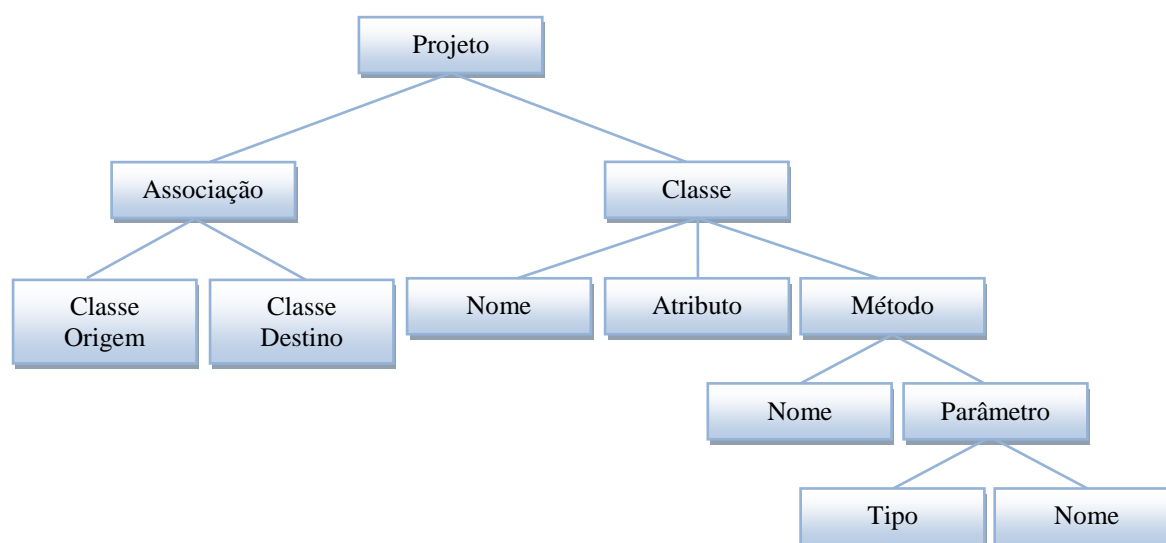 Projeto
Associação
Classe
Classe
Origem
Classe
Destino
Nome
Atributo
Método
Nome
Parâmetro
Tipo
Nome